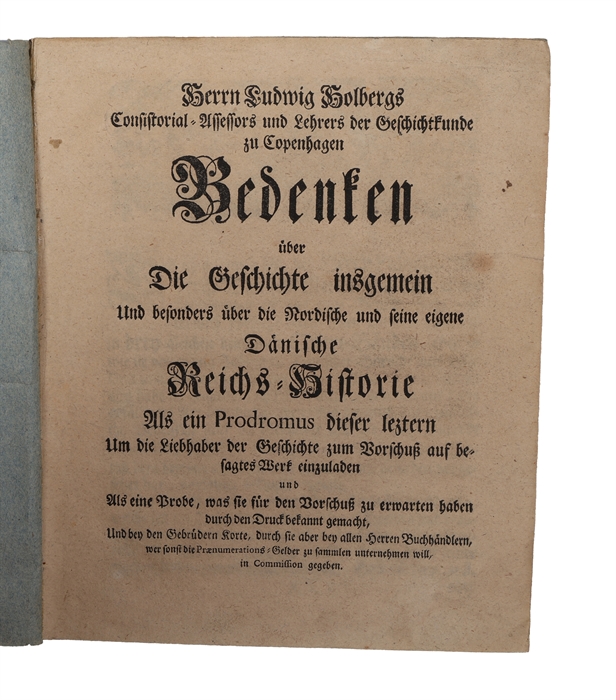 Herrn Ludwig Holbergs
Consistorial-Assessors und Lehrers der Geschichtkunde
zu Copenhagen
Bedenken
über
Die Geschichte insgemein
Und besonders über die Nordische und seine eigene
Dänische
Reichs-Historie
Als ein Prodromus dieser leztern
Um die Liebhaber der Geschichte zum Vorschuß auf be-
sagtes Werk einzuladen
und
Als eine Probe, was sie für den Vorschuß zu erwarten haben
durch den Druck bekannt gemacht,
Und bey den Gebrüdern Korte, durch sie aber bey allen Herren Buchhändlern,
wer sonst die Prænumerations-Gelder zu sammlen unternehmen will,
in Commission gegeben.